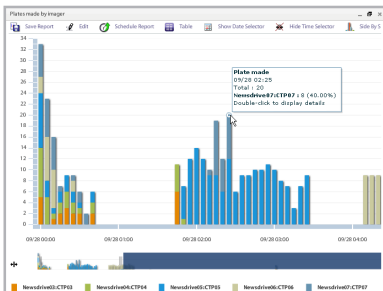 Plates made by imager
Save Report Edit Schedule Report Table Show Date Selector Hide Time Selector Side By S
34
32
30
28
26
24
22
20
18
16
14
12
10
8
6
4
2
0
Plate made
09/28 02:25
Total : 20
Newsdrive07:CTP07 : 8 (40.00%)
Double-click to display details
09/28 00:00 09/28 01:00 09/28 02:00 09/28 03:00 09/28 04:00
Newsdrive03:CTP03 Newsdrive04:CTP04 Newsdrive05:CTP05 Newsdrive06:CTP06 Newsdrive07:CTP07